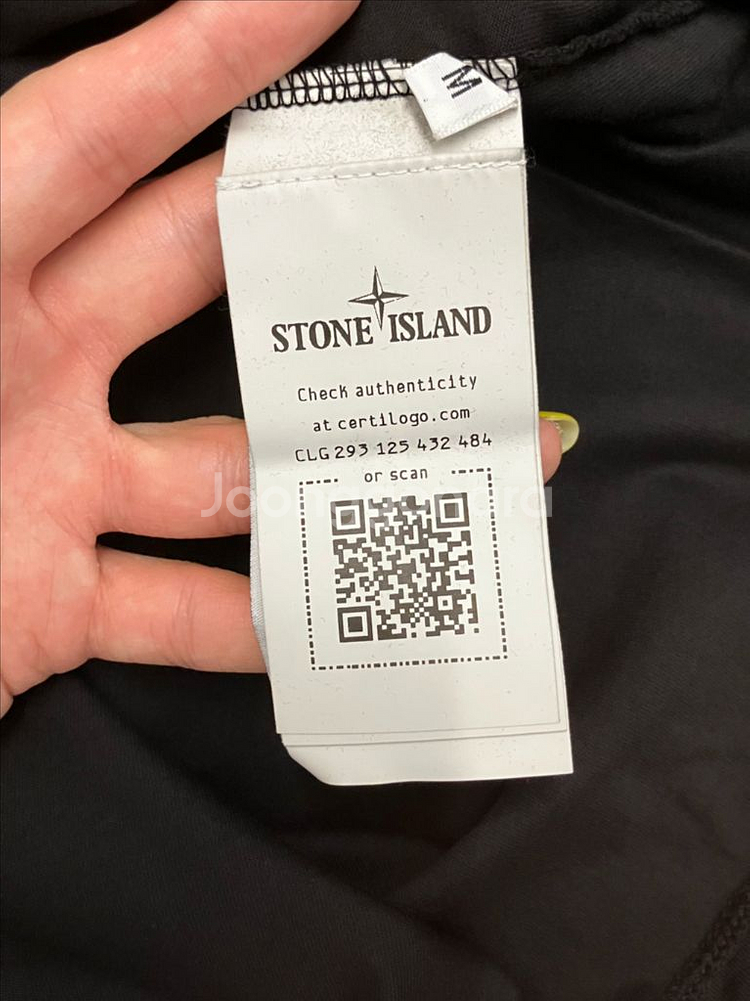 M
STONE ISLAND
Check authenticity
at certilogo.com
CLG 293 125 432 484
or scan